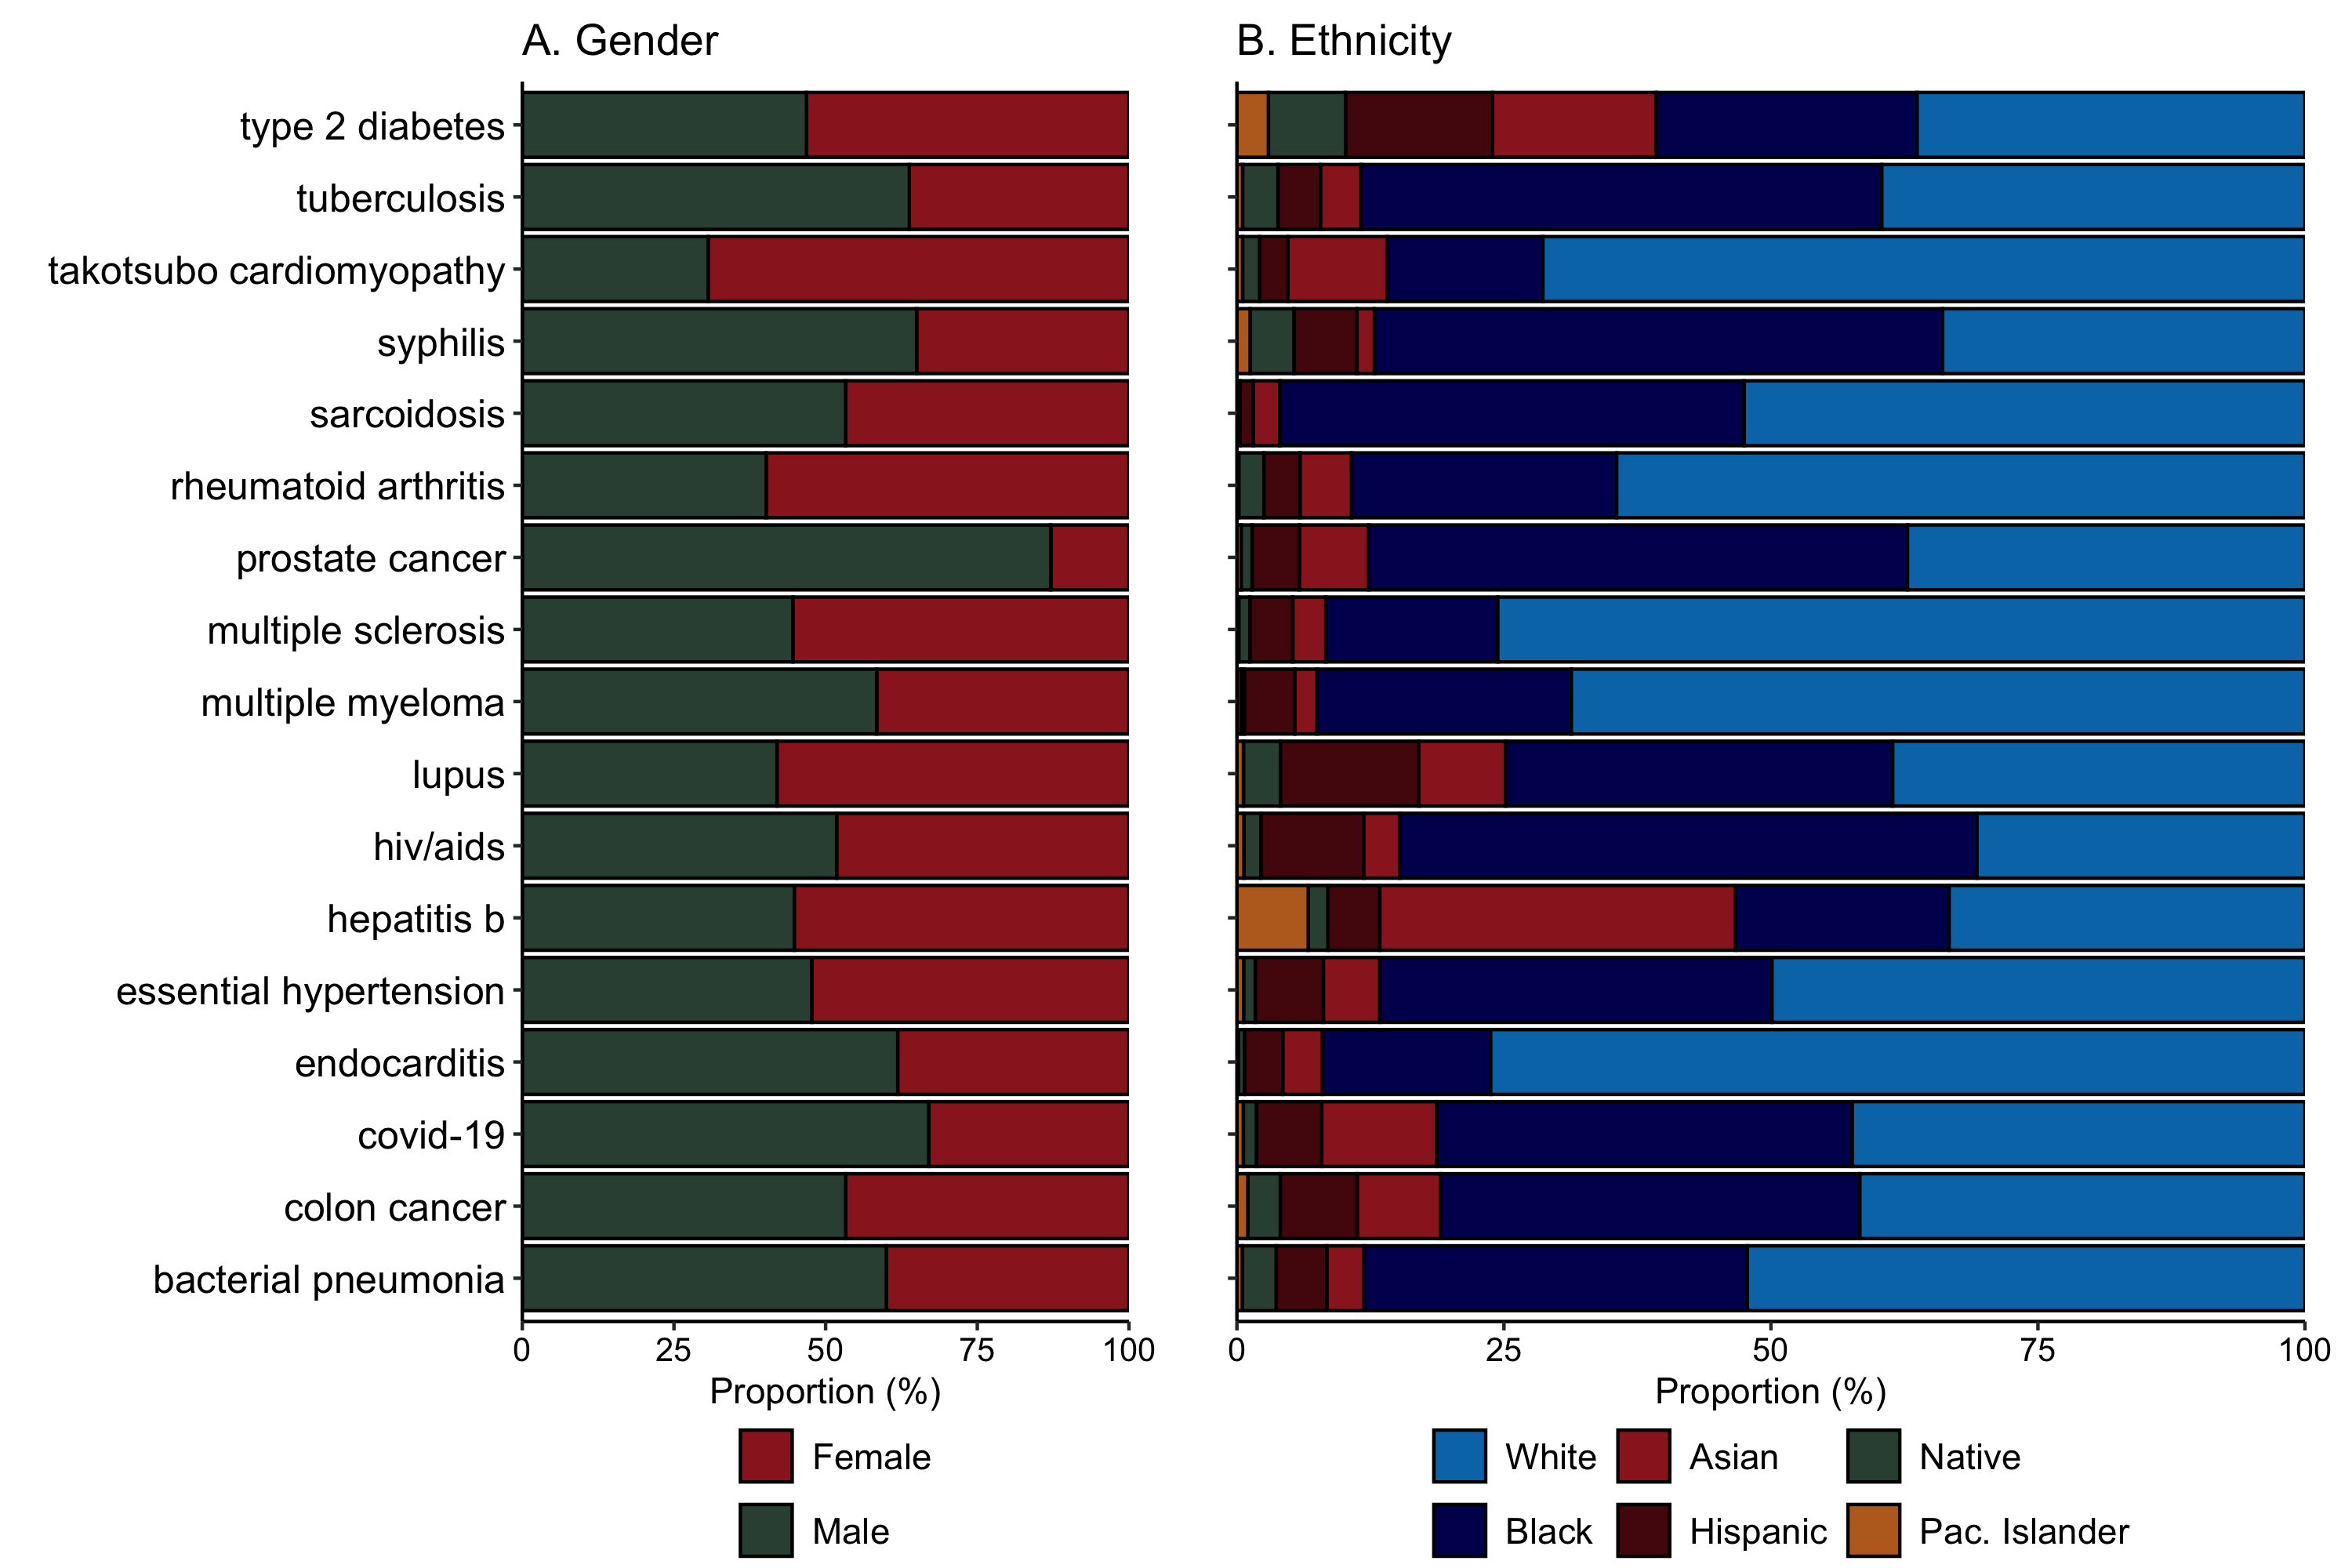 A. Gender
B. Ethnicity
type 2 diabetes
tuberculosis
takotsubo cardiomyopathy
syphilis
sarcoidosis
rheumatoid arthritis
prostate cancer
multiple sclerosis
multiple myeloma
lupus
hiv/aids
hepatitis b
essential hypertension
endocarditis
covid-19
colon cancer
bacterial pneumonia
0 25 50 75 100
0 25 50 75 100
Proportion (%)
Proportion (%)
Female
Male
White Asian Native
Black Hispanic Pac. Islander